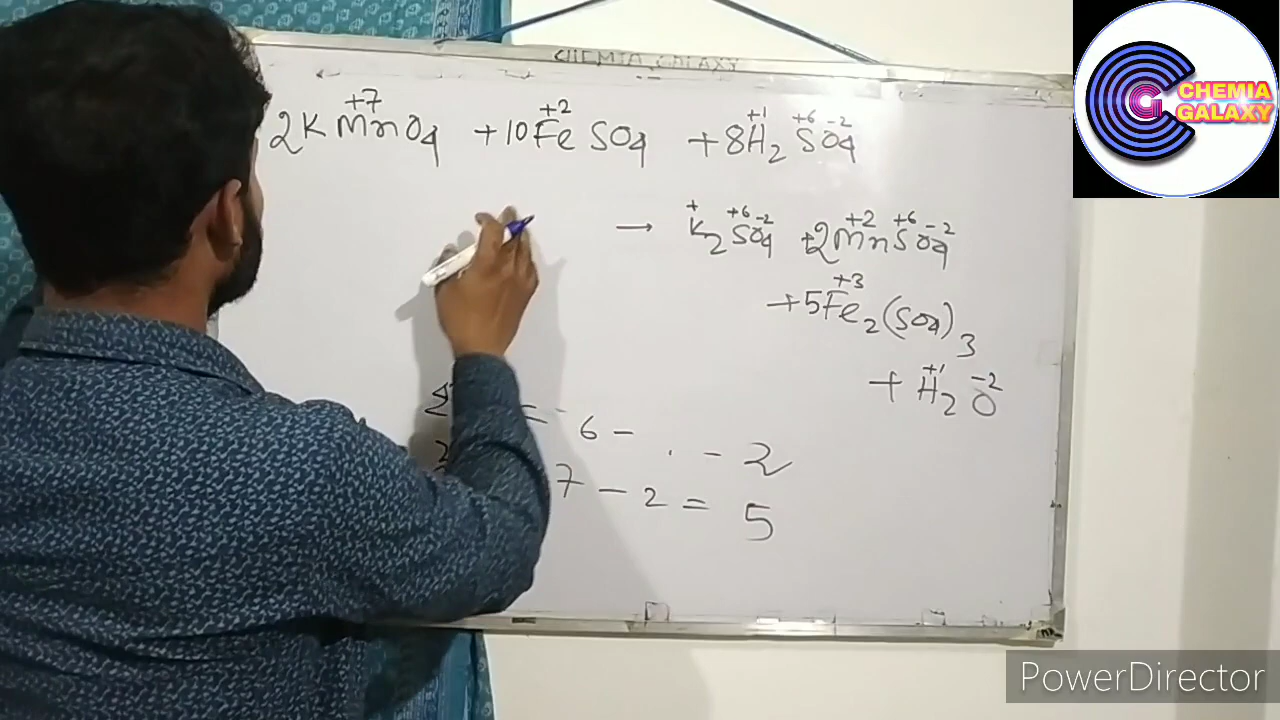 CHEMIA GALAXY
CHEMIA
GALAXY
+7 +2 +1 +6 -2
2KMnO4 +10FeSO4 +8H2SO4
+ +6 -2 +2 +6 -2
→ K2SO4 +2MnSO4
+3
+5Fe2(SO4)3
+1 -2
+ H2O
= 6 - - 2
7 - 2 = 5
PowerDirector